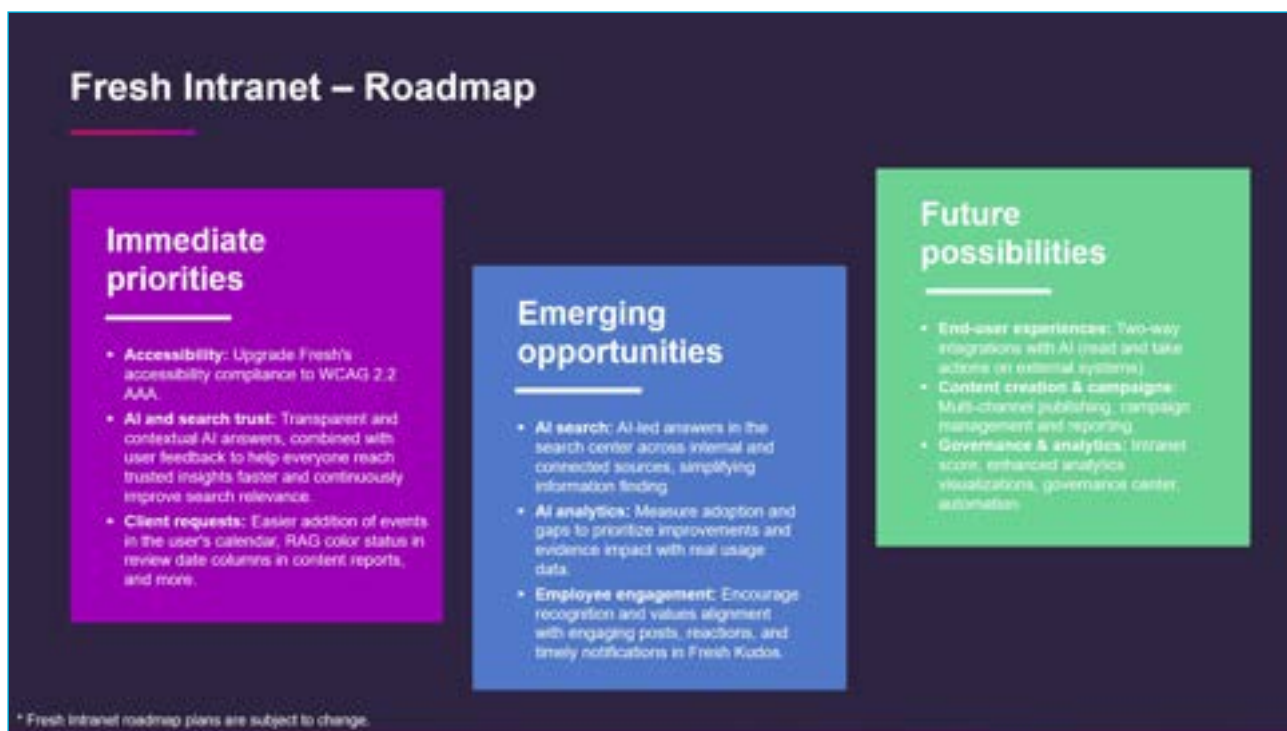 Fresh Intranet – Roadmap
Immediate
priorities
• Accessibility: Upgrade Fresh's
accessibility compliance to WCAG 2.2
AAA.
• AI and search trust: Transparent and
contextual AI answers, combined with
user feedback to help everyone reach
trusted insights faster and continuously
improve search relevance.
• Client requests: Easier addition of events
in the user's calendar, RAG color status in
review date columns in content reports,
and more.
Emerging
opportunities
• AI search: AI-led answers in the
search center across internal and
connected sources, simplifying
information finding.
• AI analytics: Measure adoption and
gaps to prioritize improvements and
evidence impact with real usage
data.
• Employee engagement: Encourage
recognition and values alignment
with engaging posts, reactions, and
timely notifications in Fresh Kudos.
Future
possibilities
• End-user experiences: Two-way
integrations with AI (read and take
actions on external systems)
• Content creation & campaigns:
Multi-channel publishing, campaign
management and reporting
• Governance & analytics: Intranet
score, enhanced analytics
visualizations, governance center,
automation
* Fresh Intranet roadmap plans are subject to change.